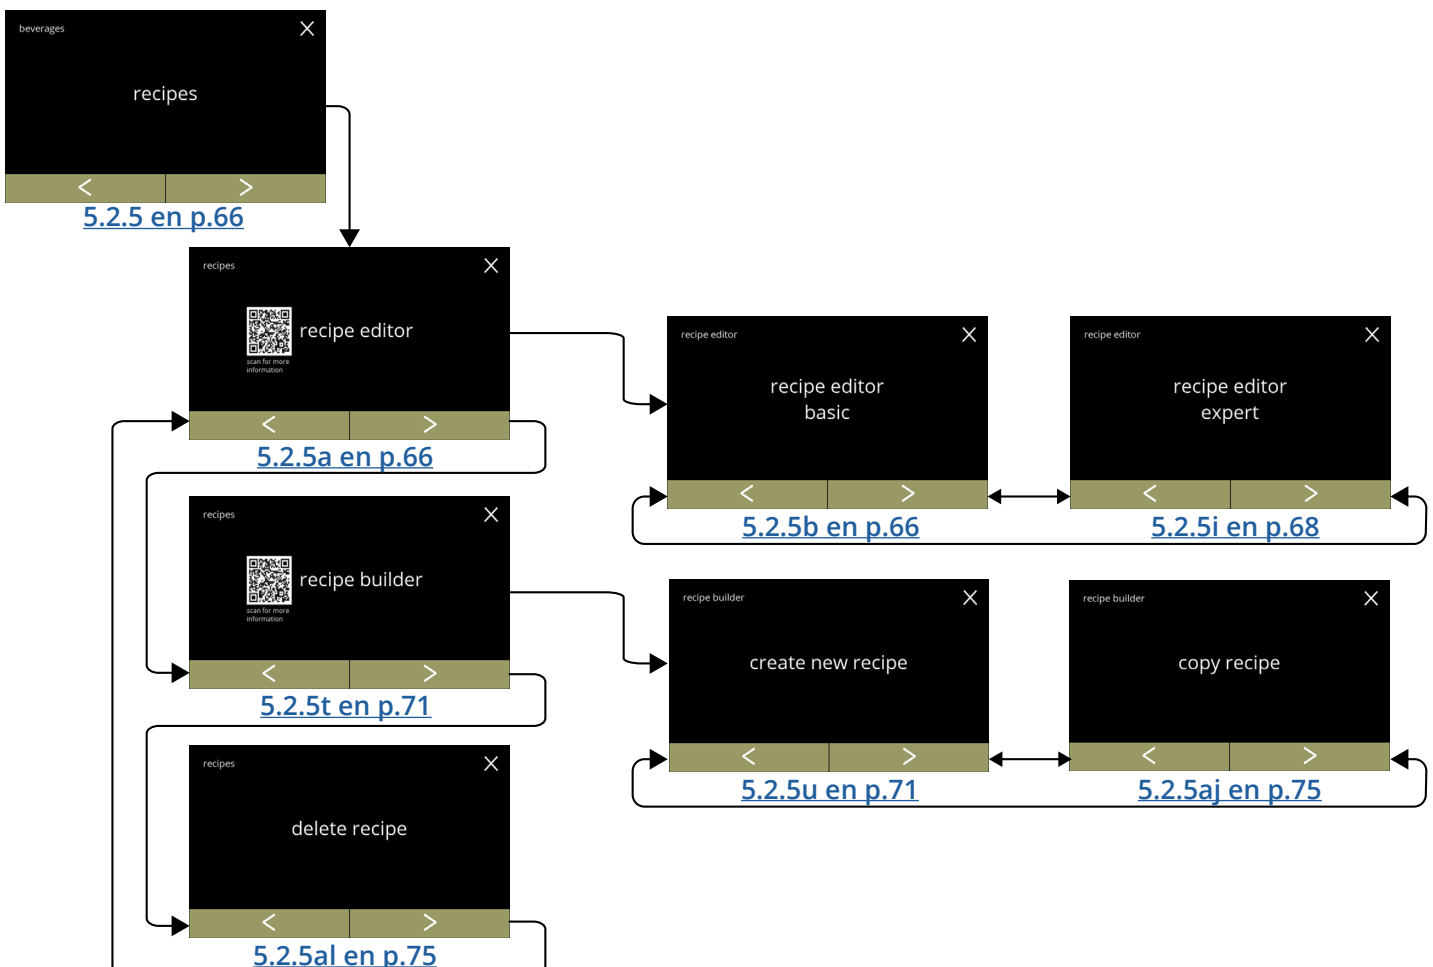 beverages
recipes
5.2.5 en p.66
recipes
recipe editor
scan for more
information
5.2.5a en p.66
recipe editor
recipe editor
basic
5.2.5b en p.66
recipe editor
recipe editor
expert
5.2.5i en p.68
recipes
recipe builder
scan for more
information
5.2.5t en p.71
recipe builder
create new recipe
5.2.5u en p.71
recipe builder
copy recipe
5.2.5aj en p.75
recipes
delete recipe
5.2.5al en p.75